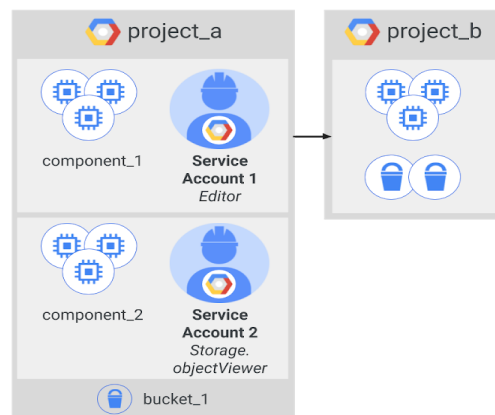 project_a
component_1
Service
Account 1
Editor
component_2
Service
Account 2
Storage.
objectViewer
bucket_1
project_b